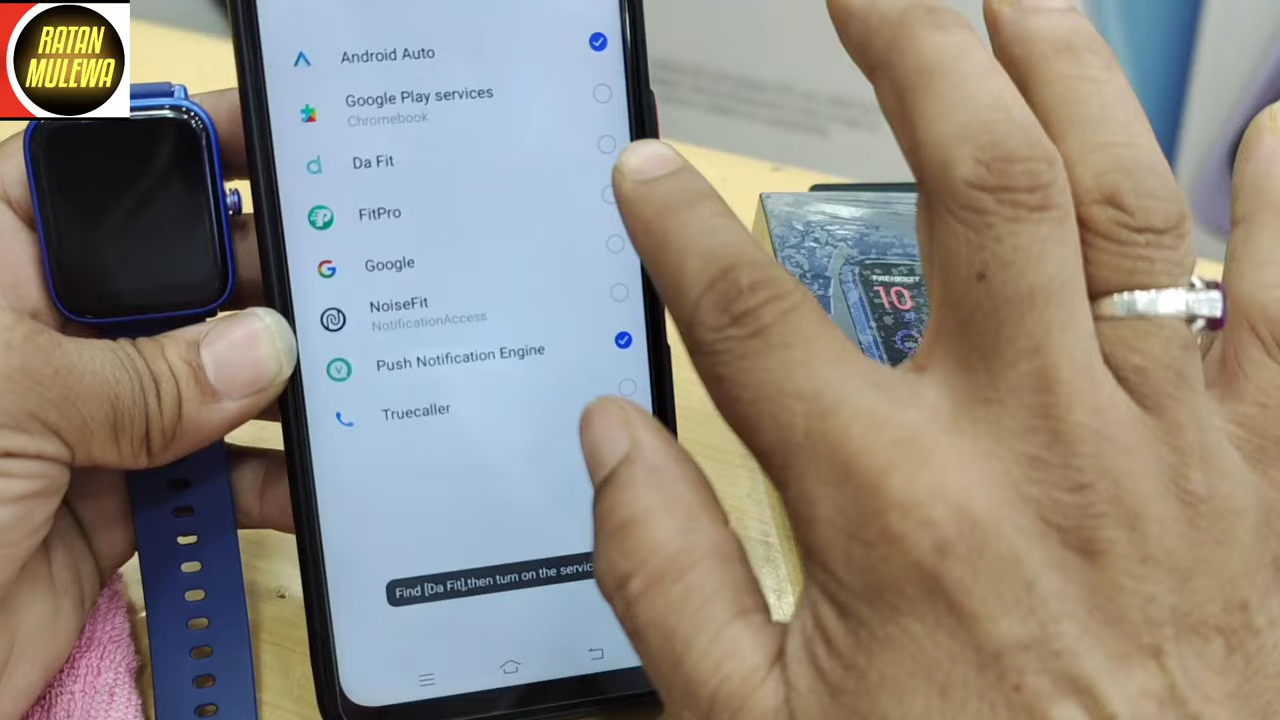 RATAN
MULEWA
Android Auto
Google Play services
Chromebook
Da Fit
FitPro
Google
NoiseFit
NotificationAccess
Push Notification Engine
Truecaller
Find [Da Fit],then turn on the servic
10